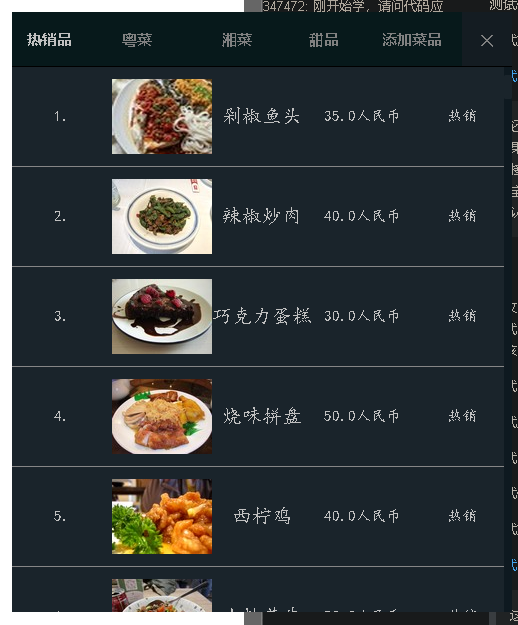 347472: 刚开始学，请问代码应
测试
热销品 粤菜 湘菜 甜品 添加菜品
1. 剁椒鱼头 35.0人民币 热销
2. 辣椒炒肉 40.0人民币 热销
3. 巧克力蛋糕 30.0人民币 热销
4. 烧味拼盘 50.0人民币 热销
5. 西柠鸡 40.0人民币 热销